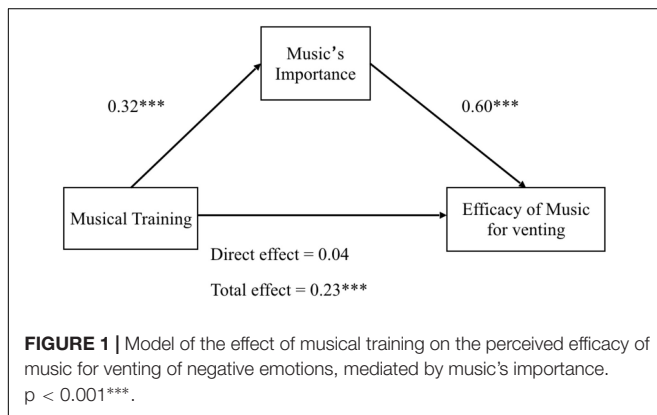 Music's
Importance
0.32***
0.60***
Musical Training
Efficacy of Music
for venting
Direct effect = 0.04
Total effect = 0.23***
FIGURE 1 | Model of the effect of musical training on the perceived efficacy of
music for venting of negative emotions, mediated by music's importance.
p < 0.001***.